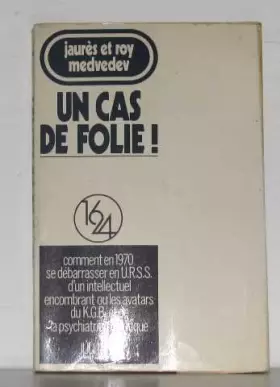 jaurès et roy
medvedev
UN CAS
DE FOLIE!
1624
comment en 1970
se débarrasser en U.R.S.S.
d'un intellectuel
encombrant ou les avatars
du K.G.B.
la psychiatrie